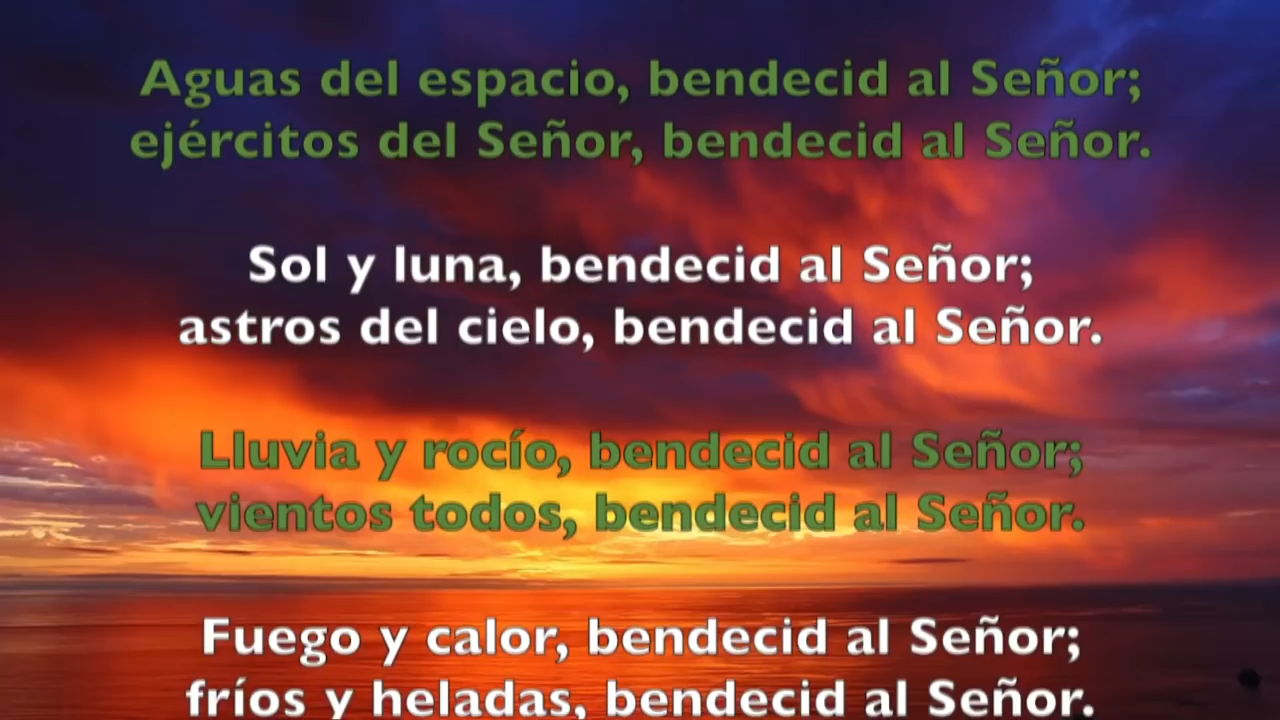 Aguas del espacio, bendecid al Señor;
ejércitos del Señor, bendecid al Señor.
Sol y luna, bendecid al Señor;
astros del cielo, bendecid al Señor.
Lluvia y rocío, bendecid al Señor;
vientos todos, bendecid al Señor.
Fuego y calor, bendecid al Señor;
fríos y heladas, bendecid al Señor.